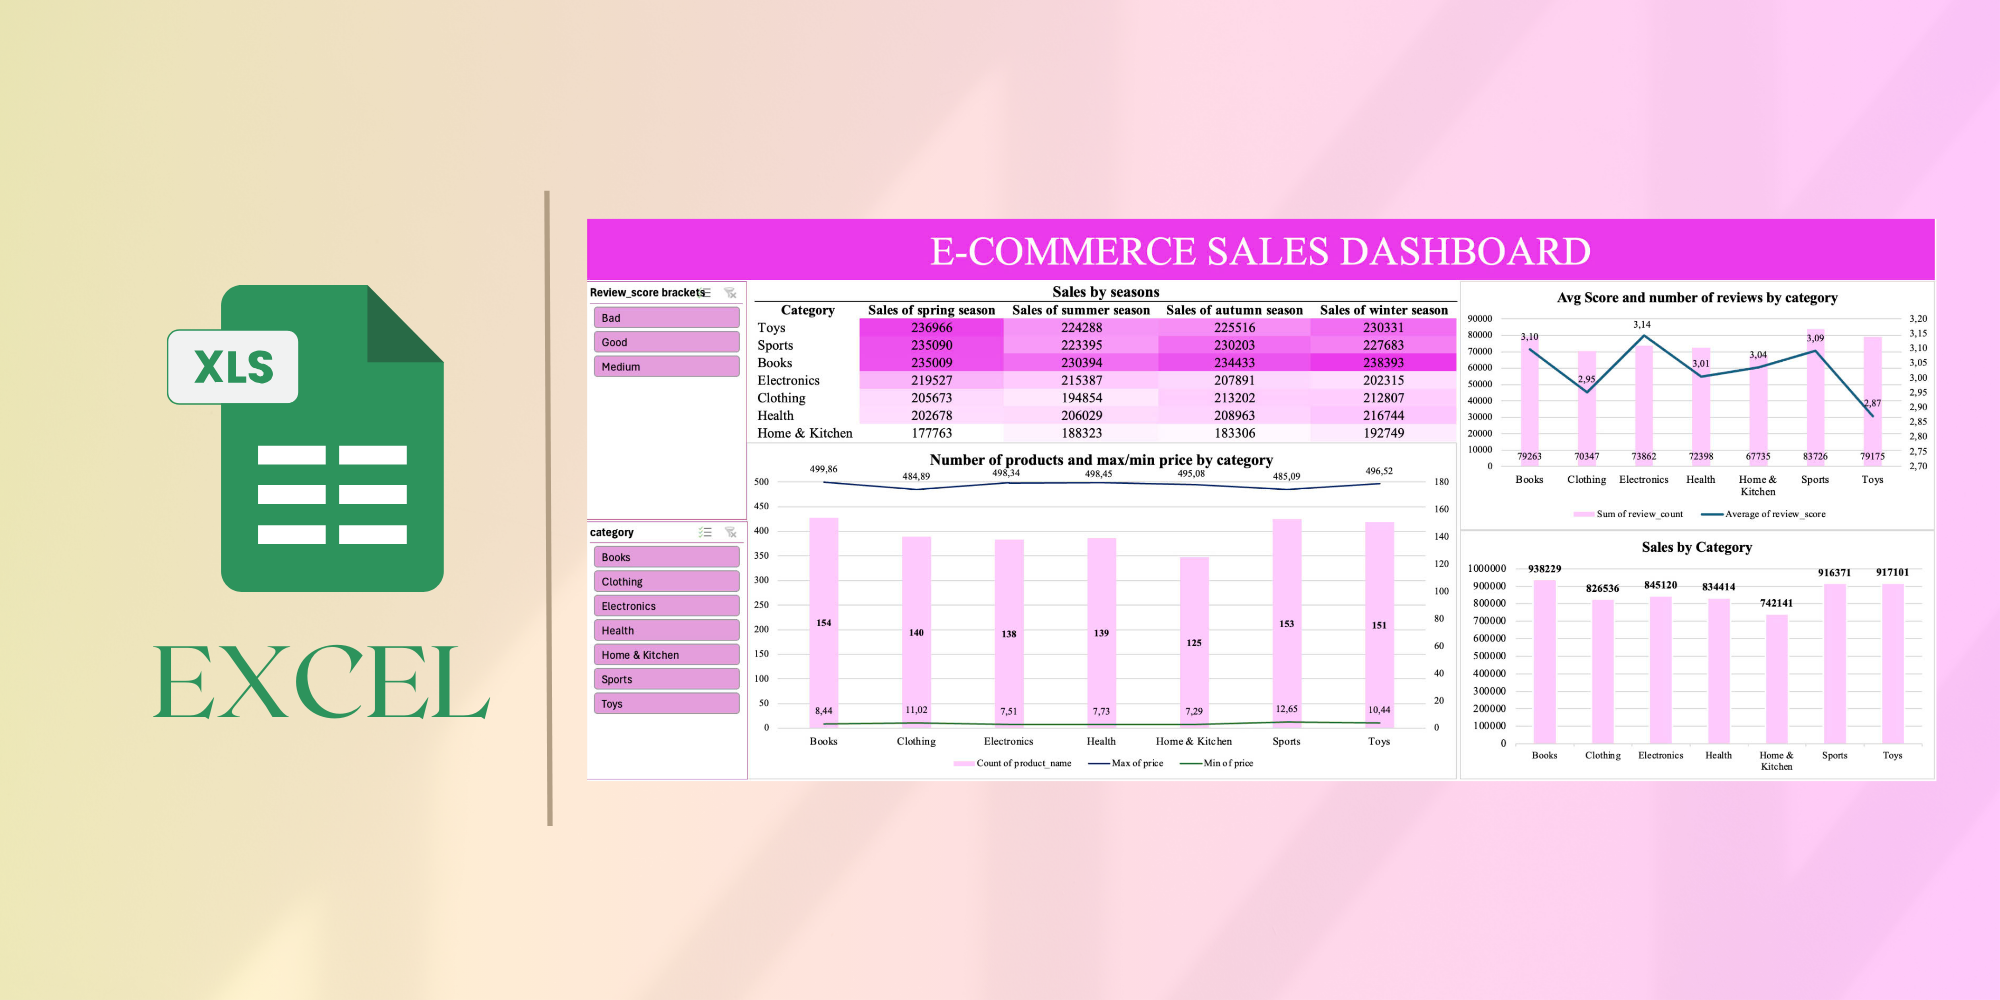 XLS
EXCEL
E-COMMERCE SALES DASHBOARD
Review_score brackets
Bad
Good
Medium
category
Books
Clothing
Electronics
Health
Home & Kitchen
Sports
Toys
Sales by seasons
Category Sales of spring season Sales of summer season Sales of autumn season Sales of winter season
Toys 236966 224288 225516 230331
Sports 235090 223395 230203 227683
Books 235009 230394 234433 238393
Electronics 219527 215387 207891 202315
Clothing 205673 194854 213202 212807
Health 202678 206029 208963 216744
Home & Kitchen 177763 188323 183306 192749
Number of products and max/min price by category
499,86 484,89 498,34 498,45 495,08 485,09 496,52
500 180
450 160
400 140
350 120
300 100
250 80
200 60
150 40
100 20
50 0
0
154 140 138 139 125 153 151
8,44 11,02 7,51 7,73 7,29 12,65 10,44
Books Clothing Electronics Health Home & Kitchen Sports Toys
Count of product_name Max of price Min of price
Avg Score and number of reviews by category
90000 3,20
80000 3,15
70000 3,10
60000 3,05
50000 3,00
40000 2,95
30000 2,90
20000 2,85
10000 2,80
0 2,75
2,70
3,10 2,95 3,14 3,01 3,04 3,09 2,87
79263 70347 73862 72398 67735 83726 79175
Books Clothing Electronics Health Home & Sports Toys
Kitchen
Sum of review_count Average of review_score
Sales by Category
1000000
900000
800000
700000
600000
500000
400000
300000
200000
100000
0
938229 826536 845120 834414 742141 916371 917101
Books Clothing Electronics Health Home & Sports Toys
Kitchen